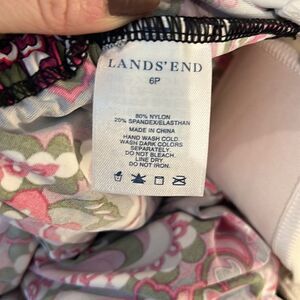 LANDS' END
6P
80% NYLON
20% SPANDEX/ELASTHAN
MADE IN CHINA
HAND WASH COLD.
WASH DARK COLORS
SEPARATELY.
DO NOT BLEACH.
LINE DRY.
DO NOT IRON.